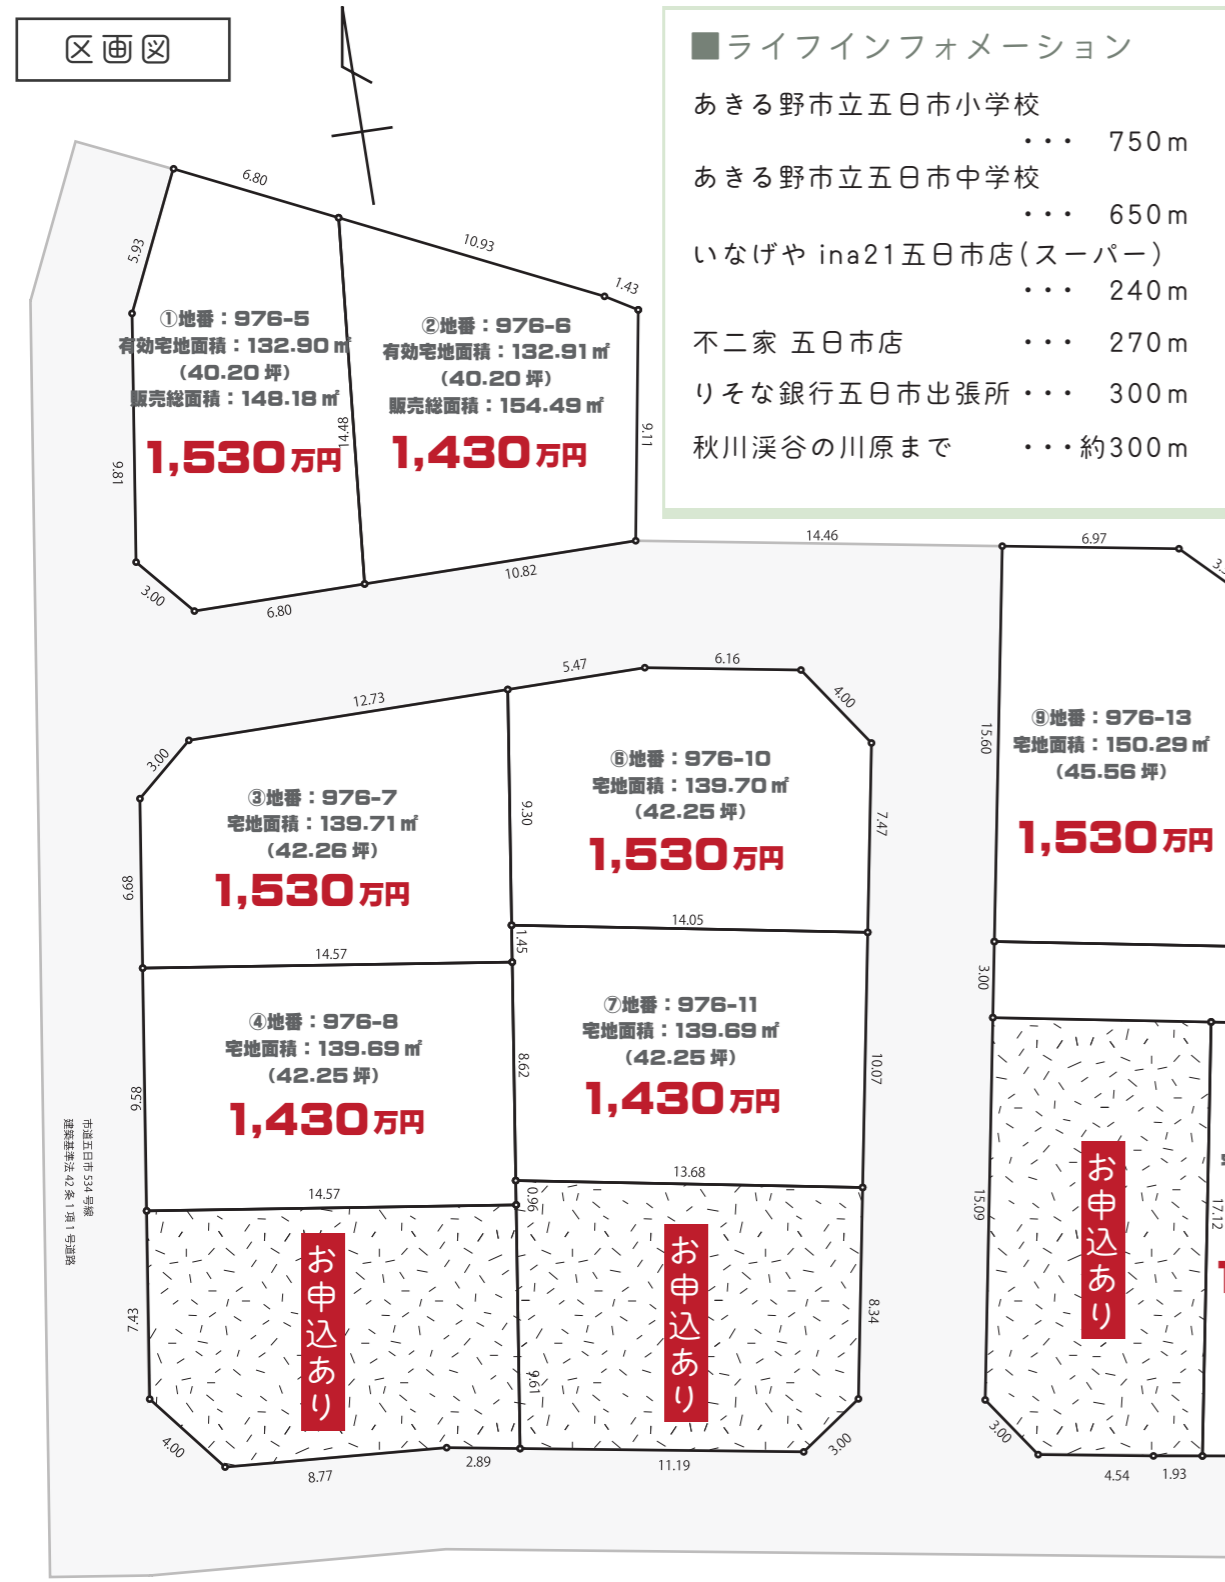 区画図
■ライフインフォメーション
あきる野市立五日市小学校
・・・ 750m
あきる野市立五日市中学校
・・・ 650m
いなげや ina21五日市店(スーパー)
・・・ 240m
不二家 五日市店 ・・・ 270m
りそな銀行五日市出張所・・・ 300m
秋川渓谷の川原まで ・・・約300m
6.80
10.93
1.43
5.93
①地番：976-5
有効宅地面積：132.90㎡
（40.20坪）
販売総面積：148.18㎡
1,530万円
②地番：976-6
有効宅地面積：132.91㎡
（40.20坪）
販売総面積：154.49㎡
1,430万円
14.48
9.11
9.81
3.00
6.80
10.82
14.46
6.97
12.73
5.47
6.16
4.00
3.00
③地番：976-7
宅地面積：139.71㎡
（42.26坪）
1,530万円
6.68
9.30
⑥地番：976-10
宅地面積：139.70㎡
（42.25坪）
1,530万円
7.47
15.60
⑨地番：976-13
宅地面積：150.29㎡
（45.56坪）
1,530万円
14.57
1.45
14.05
3.00
④地番：976-8
宅地面積：139.69㎡
（42.25坪）
1,430万円
9.58
8.62
⑦地番：976-11
宅地面積：139.69㎡
（42.25坪）
1,430万円
10.07
14.57
0.96
13.68
市道五日市534号線
建築基準法42条1項1号道路
お申込あり
お申込あり
お申込あり
7.43
9.61
8.34
15.09
17.12
4.00
8.77
2.89
11.19
3.00
3.00
4.54
1.93